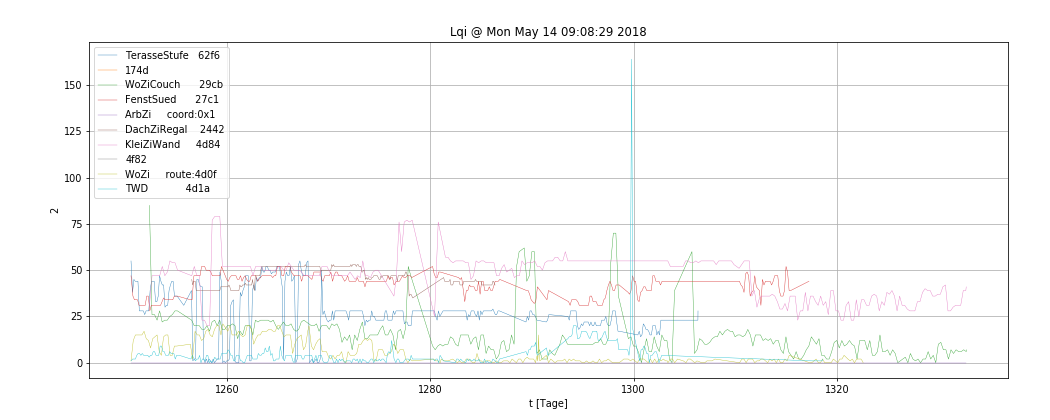 Lqi @ Mon May 14 09:08:29 2018
TerasseStufe 62f6
174d
WoZiCouch 29cb
FenstSued 27c1
ArbZi coord:0x1
DachZiRegal 2442
KleiZiWand 4d84
4f82
WoZi route:4d0f
TWD 4d1a
150
125
100
75
50
25
0
2
1260 1280 1300 1320
t [Tage]